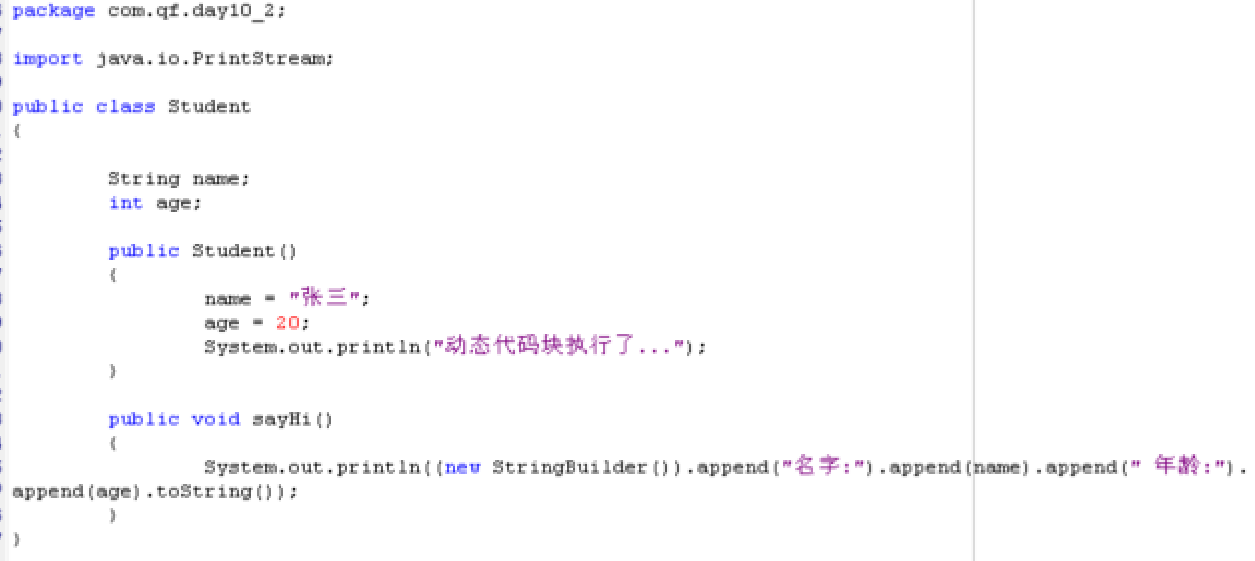 package com.qf.day10_2;
import java.io.PrintStream;
public class Student
{
String name;
int age;
public Student()
{
name = "张三";
age = 20;
System.out.println("动态代码块执行了...");
}
public void sayHi()
{
System.out.println((new StringBuilder()).append("名字:").append(name).append(" 年龄:").
append(age).toString());
}
}